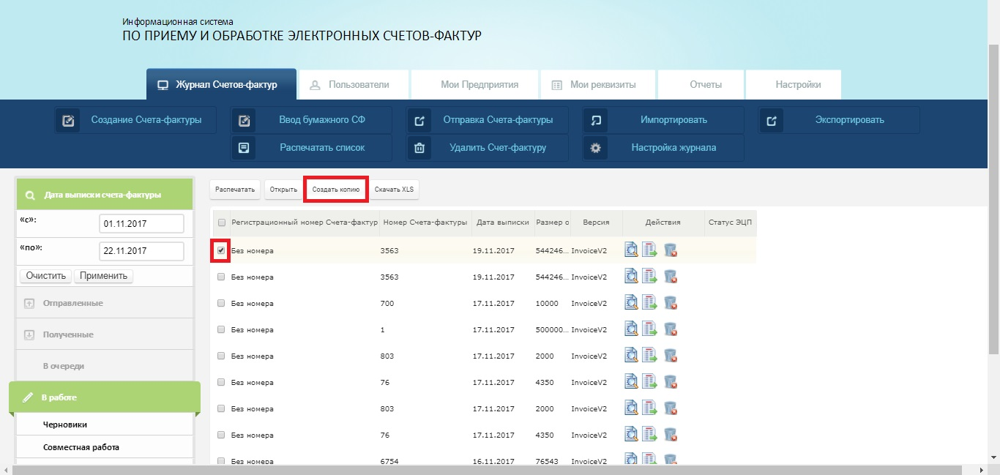 Информационная система
ПО ПРИЕМУ И ОБРАБОТКЕ ЭЛЕКТРОННЫХ СЧЕТОВ-ФАКТУР
Журнал Счетов-фактур Пользователи Мои Предприятия Мои реквизиты Отчеты Настройки
Создание Счета-фактуры Ввод бумажного СФ Отправка Счета-фактуры Импортировать Экспортировать
Распечатать список Удалить Счет-фактуру Настройка журнала
Дата выписки счета-фактуры
«с»: 01.11.2017
«по»: 22.11.2017
Очистить Применить
Отправленные
Полученные
В очереди
В работе
Черновики
Совместная работа
Распечатать Открыть Создать копию Скачать XLS
Регистрационный номер Счета-фактур Номер Счета-фактуры Дата выписки Размер о Версия Действия Статус ЭЦП
Без номера 3563 19.11.2017 544246... InvoiceV2
Без номера 3563 19.11.2017 544246... InvoiceV2
Без номера 700 17.11.2017 10000 InvoiceV2
Без номера 1 17.11.2017 500000... InvoiceV2
Без номера 803 17.11.2017 2000 InvoiceV2
Без номера 76 17.11.2017 4350 InvoiceV2
Без номера 803 17.11.2017 2000 InvoiceV2
Без номера 76 17.11.2017 4350 InvoiceV2
Без номера 6754 16.11.2017 76543 InvoiceV2